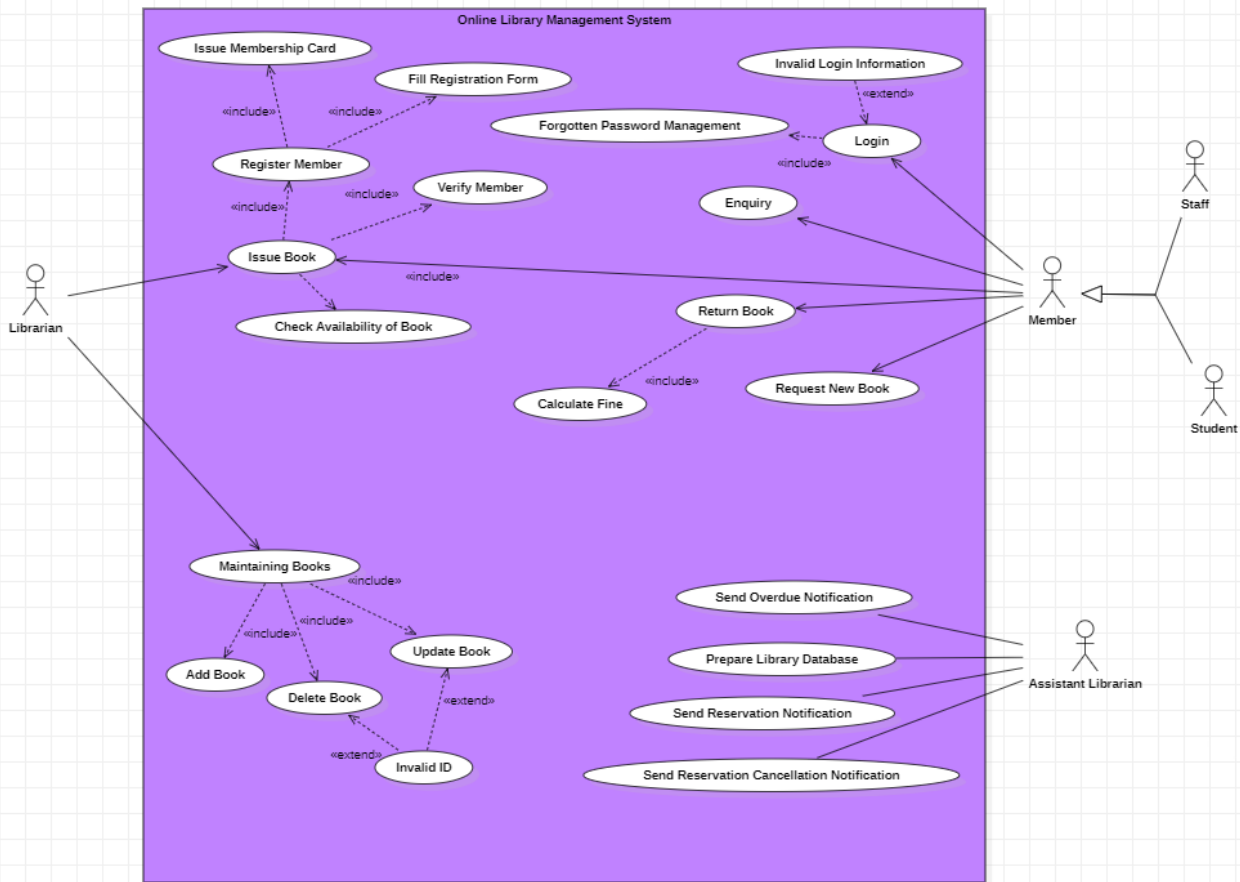 Online Library Management System
Issue Membership Card
Fill Registration Form
Invalid Login Information
«include»
«include»
«extend»
Forgotten Password Management
Login
«include»
Register Member
Verify Member
«include»
«include»
Enquiry
Staff
Issue Book
«include»
Librarian
Check Availability of Book
Return Book
Member
«include»
Calculate Fine
Request New Book
Student
Maintaining Books
«include»
«include»
«include»
Add Book
Delete Book
Update Book
«extend»
«extend»
Invalid ID
Send Overdue Notification
Prepare Library Database
Send Reservation Notification
Send Reservation Cancellation Notification
Assistant Librarian